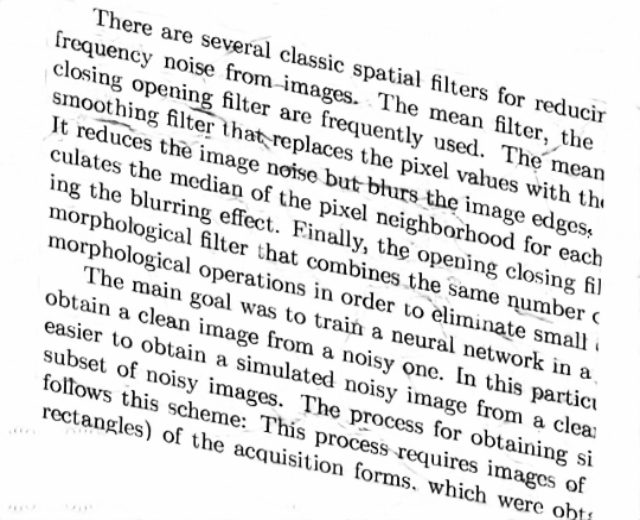 There are several classic spatial filters for reducin
frequency noise from images. The mean filter, the
closing opening filter are frequently used. The mean
smoothing filter that replaces the pixel values with the
It reduces the image noise but blurs the image edges.
culates the median of the pixel neighborhood for each
ing the blurring effect. Finally, the opening closing fil
morphological filter that combines the same number o
morphological operations in order to eliminate small
The main goal was to train a neural network in a
obtain a clean image from a noisy one. In this particu
easier to obtain a simulated noisy image from a clea
subset of noisy images. The process for obtaining si
follows this scheme: This process requires images of
rectangles) of the acquisition forms. which were obt